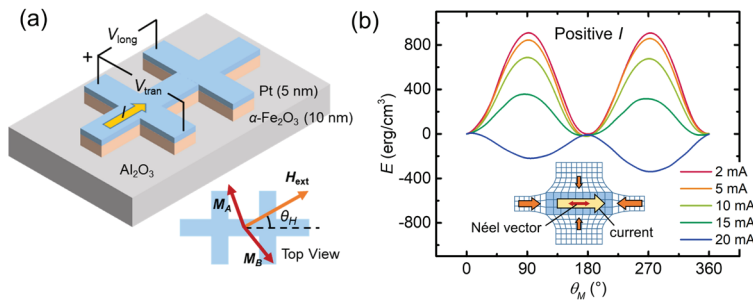 (a)
V_long
+
V_tran
I
Pt (5 nm)
α-Fe₂O₃ (10 nm)
Al₂O₃
M_A
H_ext
θ_H
M_B
Top View
(b)
Positive I
E (erg/cm³)
800
400
0
-400
-800
2 mA
5 mA
10 mA
15 mA
20 mA
Néel vector
current
0 90 180 270 360
θ_M (°)